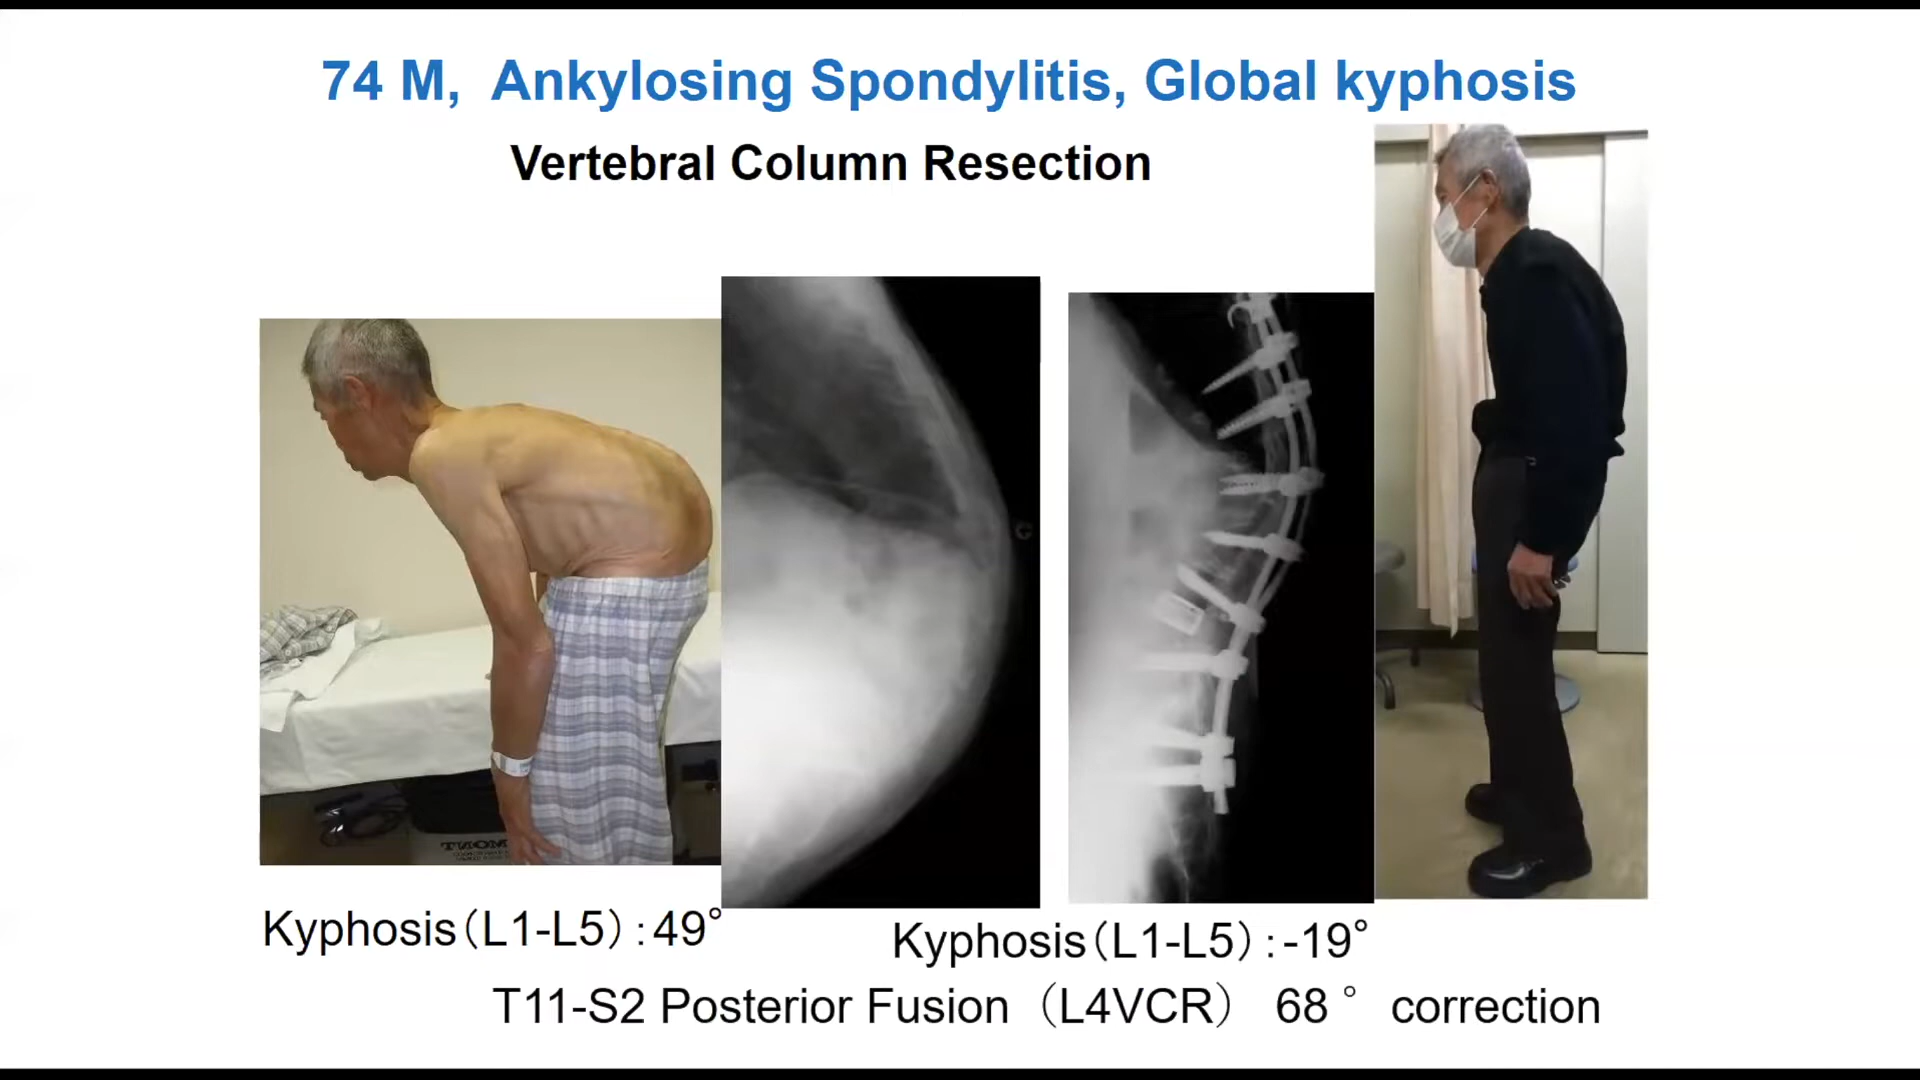 74 M, Ankylosing Spondylitis, Global kyphosis
Vertebral Column Resection
Kyphosis（L1-L5）: 49°
Kyphosis（L1-L5）: -19°
T11-S2 Posterior Fusion （L4VCR） 68 ° correction